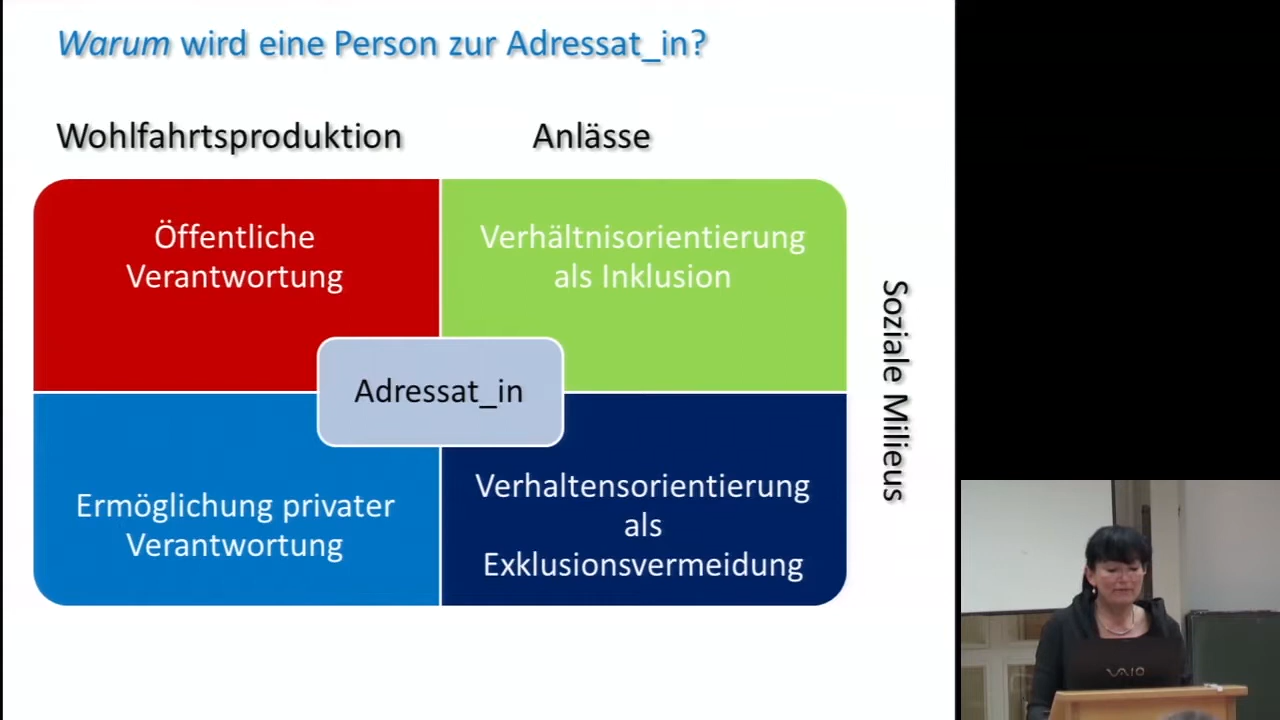 Warum wird eine Person zur Adressat_in?
Wohlfahrtsproduktion
Anlässe
Öffentliche
Verantwortung
Verhältnisorientierung
als Inklusion
Adressat_in
Ermöglichung privater
Verantwortung
Verhaltensorientierung
als
Exklusionsvermeidung
Soziale Milieus
VAIO